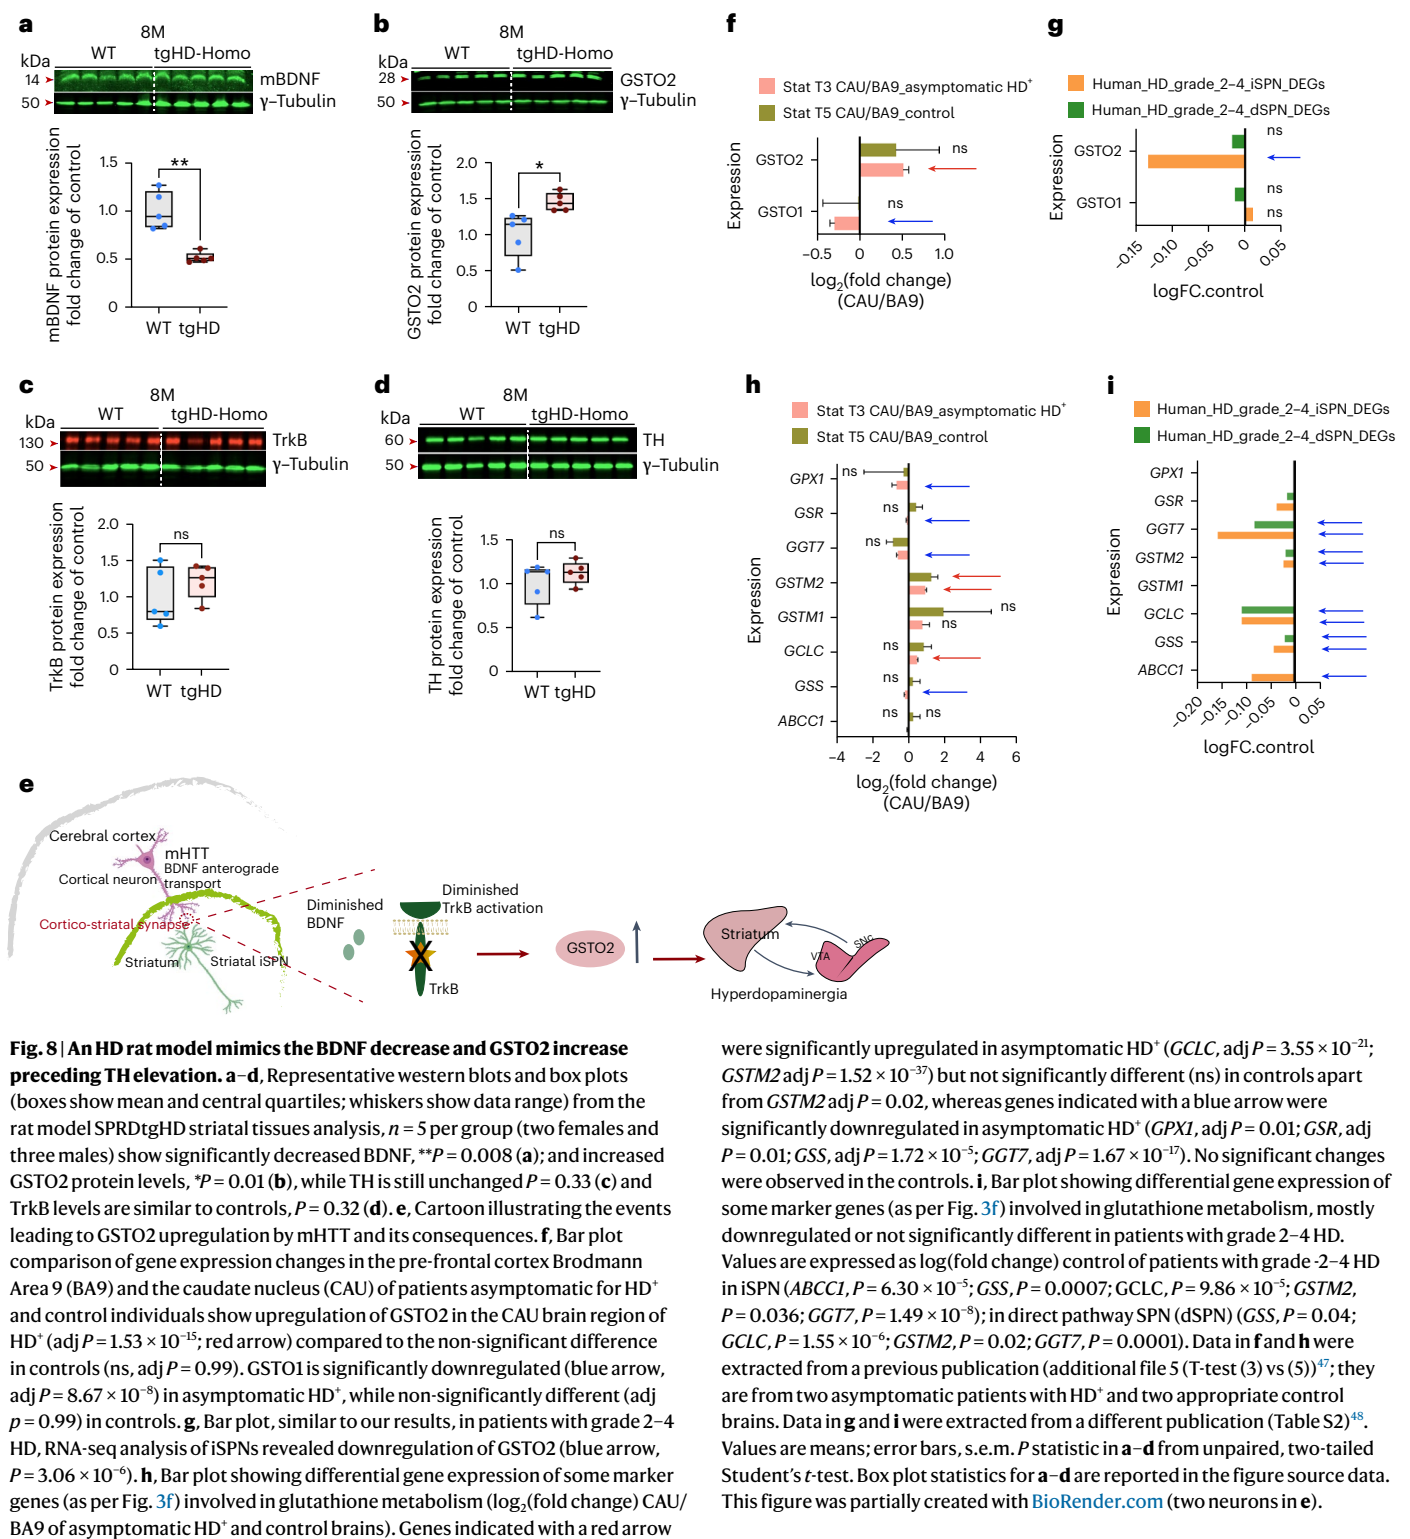 a
8M
WT
tgHD-Homo
kDa
14
mBDNF
50
γ–Tubulin
mBDNF protein expression
fold change of control
1.5
1.0
0.5
0
**
WT
tgHD
b
8M
WT
tgHD-Homo
kDa
28
GSTO2
50
γ–Tubulin
GSTO2 protein expression
fold change of control
2.0
1.5
1.0
0.5
0
*
WT
tgHD
f
Stat T3 CAU/BA9_asymptomatic HD⁺
Stat T5 CAU/BA9_control
Expression
GSTO2
ns
GSTO1
ns
–0.5
0
0.5
1.0
log₂(fold change)
(CAU/BA9)
g
Human_HD_grade_2–4_iSPN_DEGs
Human_HD_grade_2–4_dSPN_DEGs
Expression
GSTO2
ns
GSTO1
ns
ns
–0.15
–0.10
–0.05
0
0.05
logFC.control
c
8M
WT
tgHD-Homo
kDa
130
TrkB
50
γ–Tubulin
TrkB protein expression
fold change of control
2.0
1.5
1.0
0.5
0
ns
WT
tgHD
d
8M
WT
tgHD-Homo
kDa
60
TH
50
γ–Tubulin
TH protein expression
fold change of control
1.5
1.0
0.5
0
ns
WT
tgHD
h
Stat T3 CAU/BA9_asymptomatic HD⁺
Stat T5 CAU/BA9_control
Expression
GPX1
ns
GSR
ns
GGT7
ns
GSTM2
GSTM1
ns
ns
GCLC
ns
GSS
ns
ABCC1
ns
ns
–4
–2
0
2
4
6
log₂(fold change)
(CAU/BA9)
i
Human_HD_grade_2–4_iSPN_DEGs
Human_HD_grade_2–4_dSPN_DEGs
Expression
GPX1
GSR
GGT7
GSTM2
GSTM1
GCLC
GSS
ABCC1
–0.20
–0.15
–0.10
–0.05
0
0.05
logFC.control
e
Cerebral cortex
mHTT
BDNF anterograde
transport
Cortical neuron
Cortico-striatal synapse
Striatum
Striatal iSPN
Diminished
BDNF
Diminished
TrkB activation
X
TrkB
GSTO2
Striatum
VTA
SNc
Hyperdopaminergia
Fig. 8 | An HD rat model mimics the BDNF decrease and GSTO2 increase
preceding TH elevation. a–d, Representative western blots and box plots
(boxes show mean and central quartiles; whiskers show data range) from the
rat model SPRDtgHD striatal tissues analysis, n = 5 per group (two females and
three males) show significantly decreased BDNF, **P = 0.008 (a); and increased
GSTO2 protein levels, *P = 0.01 (b), while TH is still unchanged P = 0.33 (c) and
TrkB levels are similar to controls, P = 0.32 (d). e, Cartoon illustrating the events
leading to GSTO2 upregulation by mHTT and its consequences. f, Bar plot
comparison of gene expression changes in the pre-frontal cortex Brodmann
Area 9 (BA9) and the caudate nucleus (CAU) of patients asymptomatic for HD⁺
and control individuals show upregulation of GSTO2 in the CAU brain region of
HD⁺ (adj P = 1.53 × 10⁻¹⁵; red arrow) compared to the non-significant difference
in controls (ns, adj P = 0.99). GSTO1 is significantly downregulated (blue arrow,
adj P = 8.67 × 10⁻⁸) in asymptomatic HD⁺, while non-significantly different (adj
p = 0.99) in controls. g, Bar plot, similar to our results, in patients with grade 2–4
HD, RNA-seq analysis of iSPNs revealed downregulation of GSTO2 (blue arrow,
P = 3.06 × 10⁻⁶). h, Bar plot showing differential gene expression of some marker
genes (as per Fig. 3f) involved in glutathione metabolism (log₂(fold change) CAU/
BA9 of asymptomatic HD⁺ and control brains). Genes indicated with a red arrow
were significantly upregulated in asymptomatic HD⁺ (GCLC, adj P = 3.55 × 10⁻²¹;
GSTM2 adj P = 1.52 × 10⁻³⁷) but not significantly different (ns) in controls apart
from GSTM2 adj P = 0.02, whereas genes indicated with a blue arrow were
significantly downregulated in asymptomatic HD⁺ (GPX1, adj P = 0.01; GSR, adj
P = 0.01; GSS, adj P = 1.72 × 10⁻⁵; GGT7, adj P = 1.67 × 10⁻¹⁷). No significant changes
were observed in the controls. i, Bar plot showing differential gene expression of
some marker genes (as per Fig. 3f) involved in glutathione metabolism, mostly
downregulated or not significantly different in patients with grade 2–4 HD.
Values are expressed as log(fold change) control of patients with grade -2–4 HD
in iSPN (ABCC1, P = 6.30 × 10⁻⁵; GSS, P = 0.0007; GCLC, P = 9.86 × 10⁻⁵; GSTM2,
P = 0.036; GGT7, P = 1.49 × 10⁻⁸); in direct pathway SPN (dSPN) (GSS, P = 0.04;
GCLC, P = 1.55 × 10⁻⁶; GSTM2, P = 0.02; GGT7, P = 0.0001). Data in f and h were
extracted from a previous publication (additional file 5 (T-test (3) vs (5))⁴⁷; they
are from two asymptomatic patients with HD⁺ and two appropriate control
brains. Data in g and i were extracted from a different publication (Table S2)⁴⁸.
Values are means; error bars, s.e.m. P statistic in a–d from unpaired, two-tailed
Student's t-test. Box plot statistics for a–d are reported in the figure source data.
This figure was partially created with BioRender.com (two neurons in e).